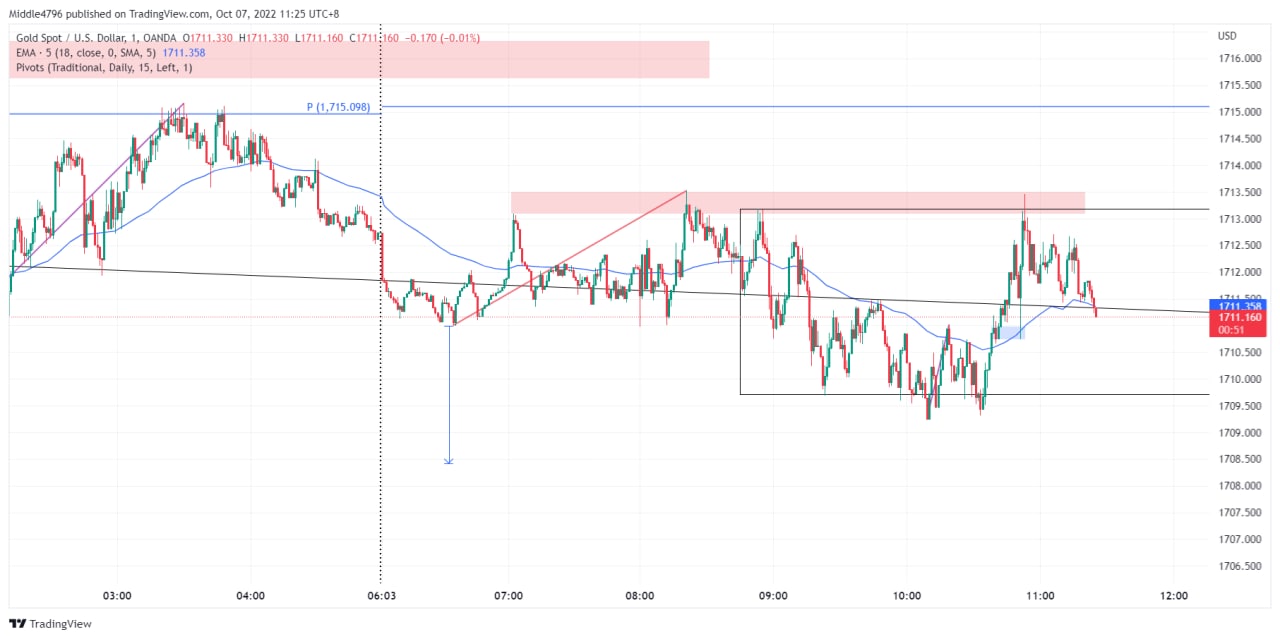 Middle4796 published on TradingView.com, Oct 07, 2022 11:25 UTC+8
Gold Spot / U.S. Dollar, 1, OANDA O1711.330 H1711.330 L1711.160 C1711.160 −0.170 (−0.01%)
EMA · 5 (18, close, 0, SMA, 5) 1711.358
Pivots (Traditional, Daily, 15, Left, 1)
P (1,715.098)
USD
1716.000
1715.500
1715.000
1714.500
1714.000
1713.500
1713.000
1712.500
1712.000
1711.500
1711.358
1711.160
00:51
1710.500
1710.000
1709.500
1709.000
1708.500
1708.000
1707.500
1707.000
1706.500
03:00 04:00 06:03 07:00 08:00 09:00 10:00 11:00 12:00
TradingView